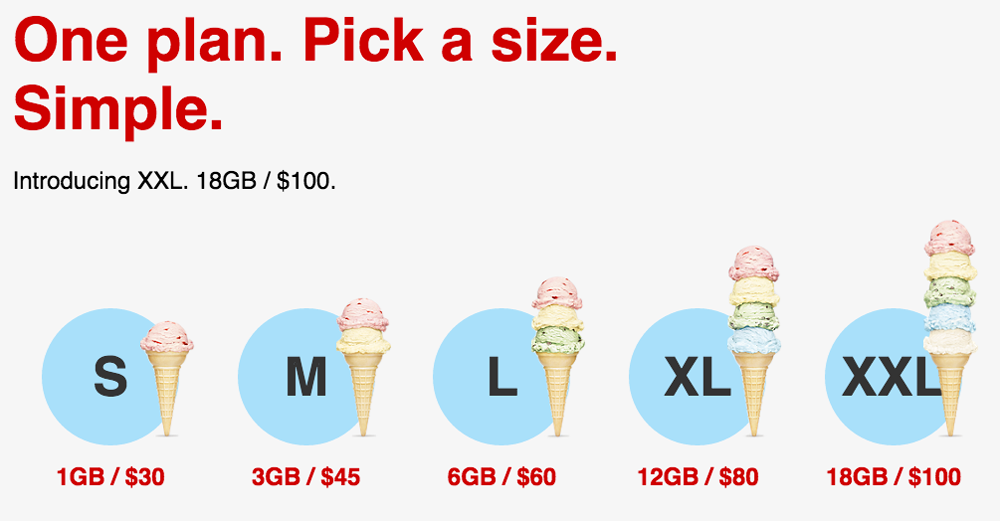 One plan. Pick a size.
Simple.
Introducing XXL. 18GB / $100.
S
M
L
XL
XXL
1GB / $30
3GB / $45
6GB / $60
12GB / $80
18GB / $100